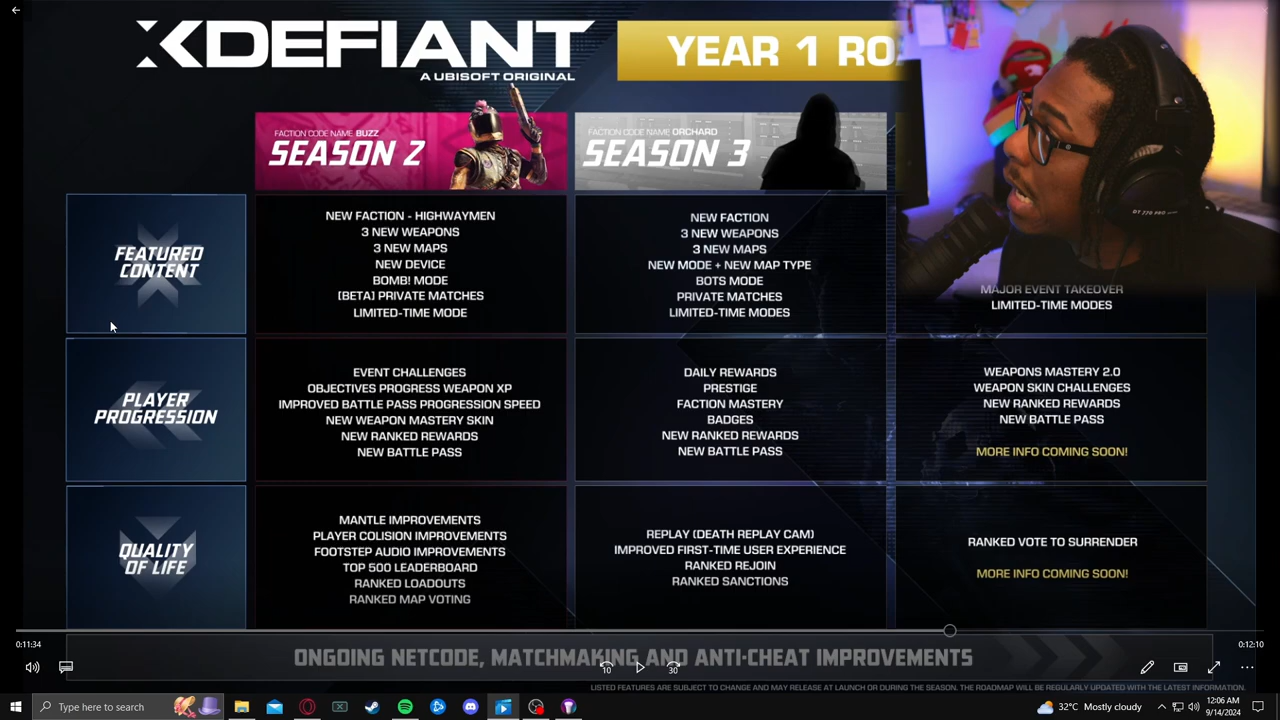 XDEFIANT
A UBISOFT ORIGINAL
YEAR 1 RO
FACTION CODE NAME BUZZ
SEASON 2
FACTION CODE NAME ORCHARD
SEASON 3
FEATURED
CONTENT
NEW FACTION - HIGHWAYMEN
3 NEW WEAPONS
3 NEW MAPS
NEW DEVICE
BOMB! MODE
(BETA) PRIVATE MATCHES
LIMITED-TIME MODE
NEW FACTION
3 NEW WEAPONS
3 NEW MAPS
NEW MODE + NEW MAP TYPE
BOTS MODE
PRIVATE MATCHES
LIMITED-TIME MODES
MAJOR EVENT TAKEOVER
LIMITED-TIME MODES
PLAYER
PROGRESSION
EVENT CHALLENGES
OBJECTIVES PROGRESS WEAPON XP
IMPROVED BATTLE PASS PROGRESSION SPEED
NEW WEAPON MASTERY SKIN
NEW RANKED REWARDS
NEW BATTLE PASS
DAILY REWARDS
PRESTIGE
FACTION MASTERY
BADGES
NEW RANKED REWARDS
NEW BATTLE PASS
WEAPONS MASTERY 2.0
WEAPON SKIN CHALLENGES
NEW RANKED REWARDS
NEW BATTLE PASS
MORE INFO COMING SOON!
QUALITY
OF LIFE
MANTLE IMPROVEMENTS
PLAYER COLISION IMPROVEMENTS
FOOTSTEP AUDIO IMPROVEMENTS
TOP 500 LEADERBOARD
RANKED LOADOUTS
RANKED MAP VOTING
REPLAY (DEATH REPLAY CAM)
IMPROVED FIRST-TIME USER EXPERIENCE
RANKED REJOIN
RANKED SANCTIONS
RANKED VOTE TO SURRENDER
MORE INFO COMING SOON!
0:11:34
0:12:10
ONGOING NETCODE, MATCHMAKING AND ANTI-CHEAT IMPROVEMENTS
10
30
LISTED FEATURES ARE SUBJECT TO CHANGE AND MAY RELEASE AT LAUNCH OR DURING THE SEASON. THE ROADMAP WILL BE REGULARLY UPDATED WITH THE LATEST INFORMATION.
DT 770 PRO
Type here to search
32°C Mostly cloudy
12:06 AM
9/14/2024